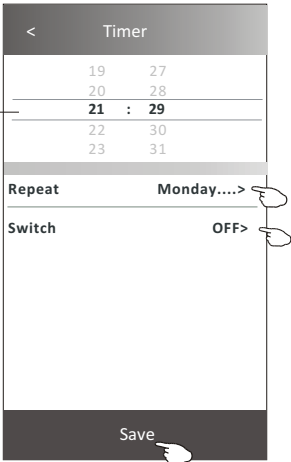 < Timer
19 27
20 28
21 : 29
22 30
23 31
Repeat Monday....>
Switch OFF>
Save